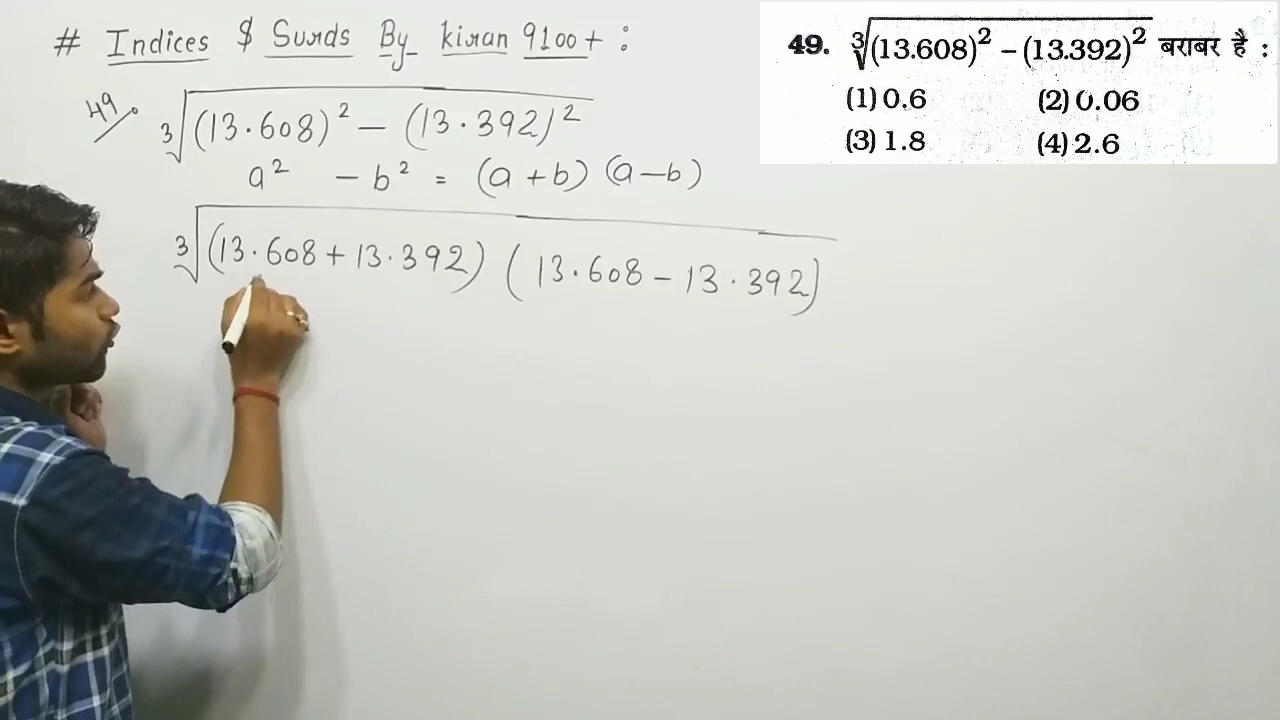 # Indices $ Surds By kiran 9100+ :
49. ∛(13.608)² − (13.392)²
a² − b² = (a+b) (a−b)
∛(13.608+13.392) (13.608−13.392)
49. ∛(13.608)² − (13.392)² बराबर है :
(1) 0.6 (2) 0.06
(3) 1.8 (4) 2.6